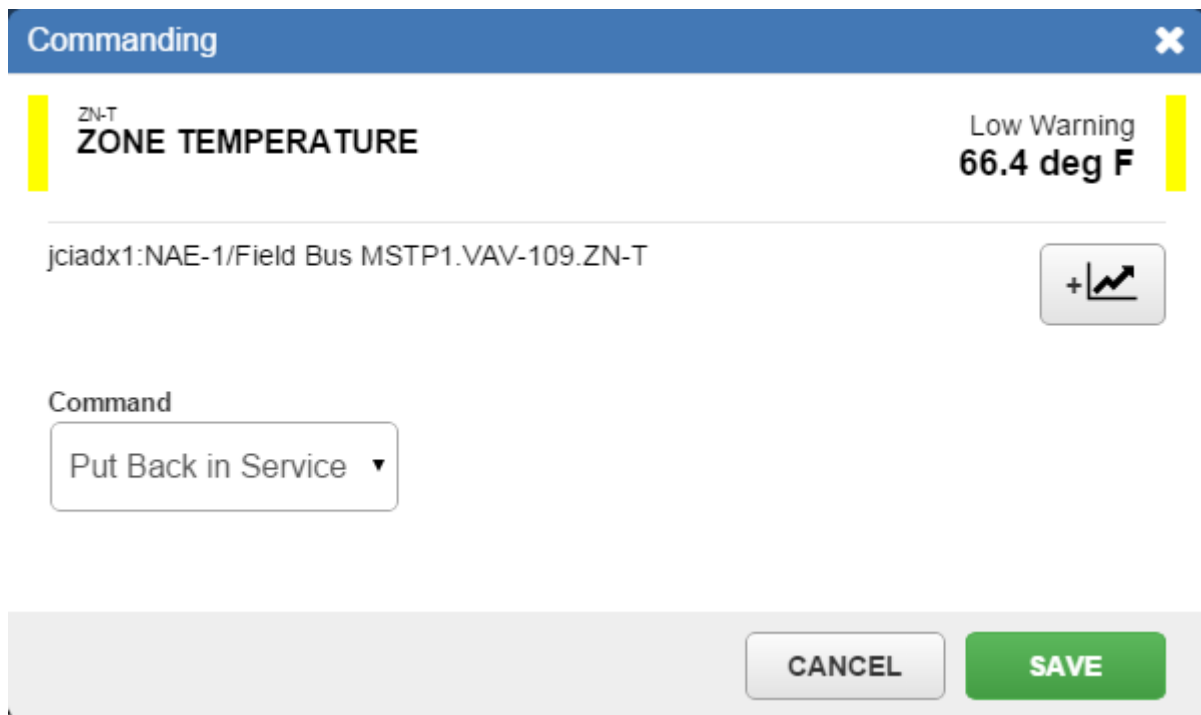 Commanding
ZN-T
ZONE TEMPERATURE
Low Warning
66.4 deg F
jciadx1:NAE-1/Field Bus MSTP1.VAV-109.ZN-T
+
Command
Put Back in Service
CANCEL
SAVE